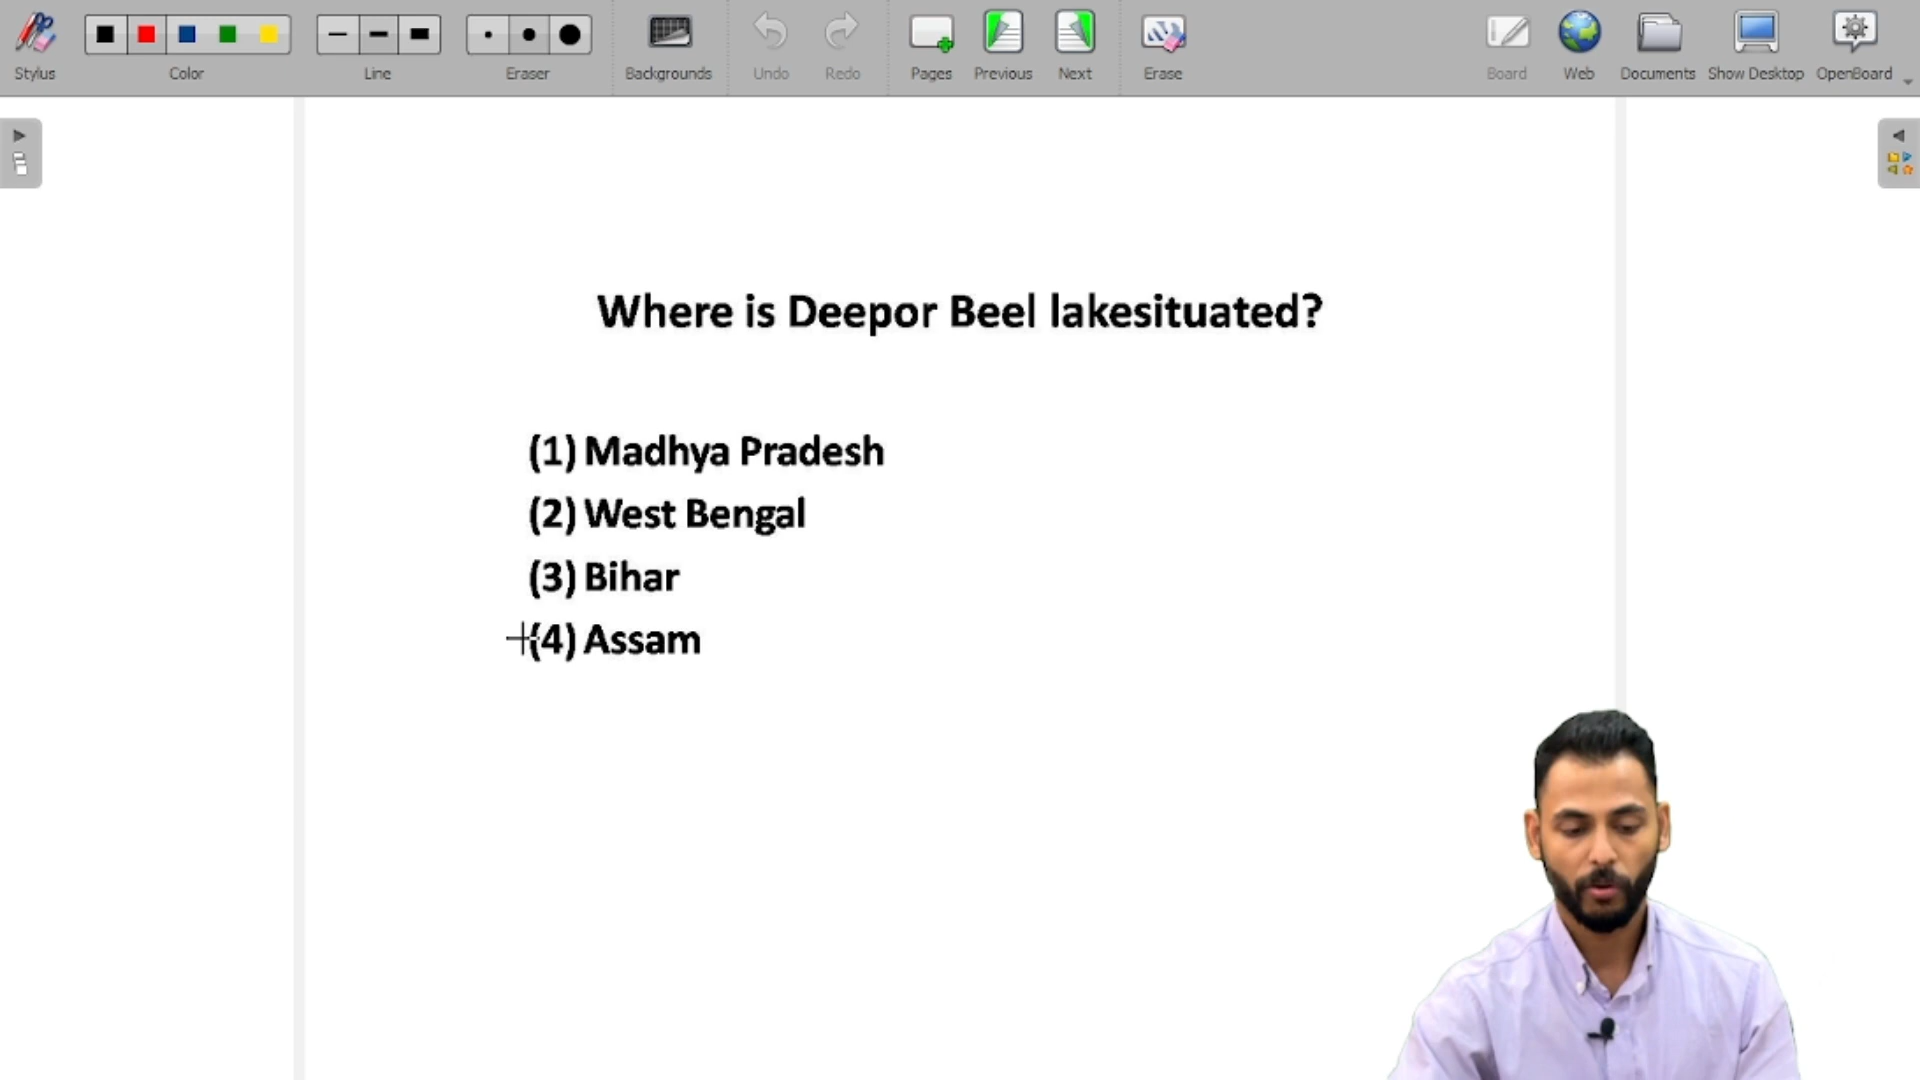 Stylus Color Line Eraser Backgrounds Undo Redo Pages Previous Next Erase Board Web Documents Show Desktop OpenBoard
Where is Deepor Beel lakesituated?
(1) Madhya Pradesh
(2) West Bengal
(3) Bihar
(4) Assam